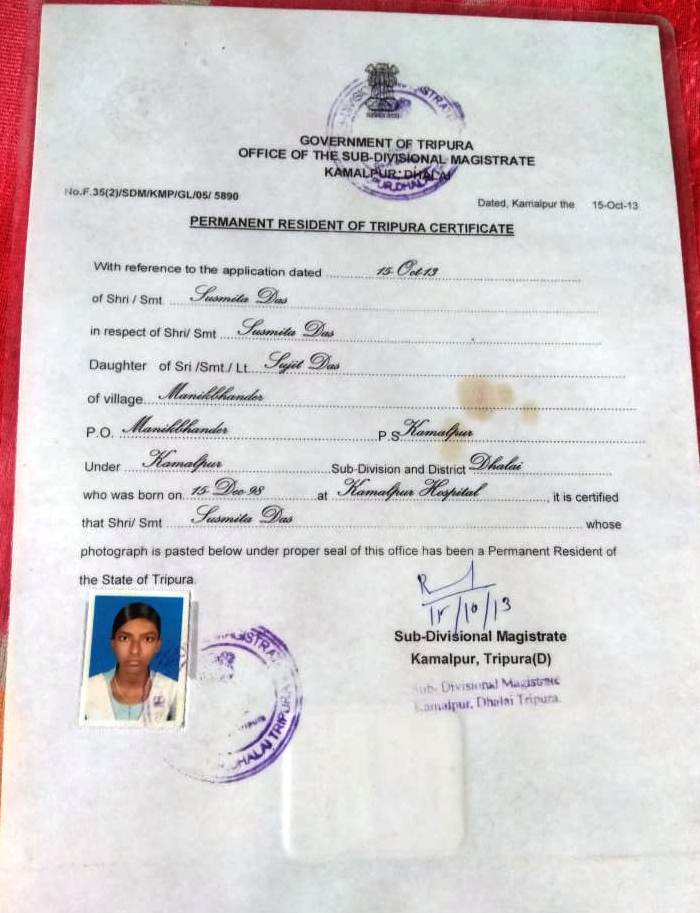 GOVERNMENT OF TRIPURA
OFFICE OF THE SUB-DIVISIONAL MAGISTRATE
KAMALPUR: DHALAI
No.F.35(2)/SDM/KMP/GL/05/ 5890
Dated, Kamalpur the 15-Oct-13
PERMANENT RESIDENT OF TRIPURA CERTIFICATE
With reference to the application dated 15-Oct-13
of Shri / Smt Susmita Das
in respect of Shri/ Smt Susmita Das
Daughter of Sri /Smt./ Lt. Sujit Das
of village Manikbhander
P.O. Manikbhander P.S Kamalpur
Under Kamalpur Sub-Division and District Dhalai
who was born on 15-Dec-98 at Kamalpur Hospital, it is certified
that Shri/ Smt Susmita Das whose
photograph is pasted below under proper seal of this office has been a Permanent Resident of
the State of Tripura.
15/10/13
Sub-Divisional Magistrate
Kamalpur, Tripura(D)
Sub- Divisional Magistrate
Kamalpur, Dhalai Tripura.
DHALAI TRIPURA